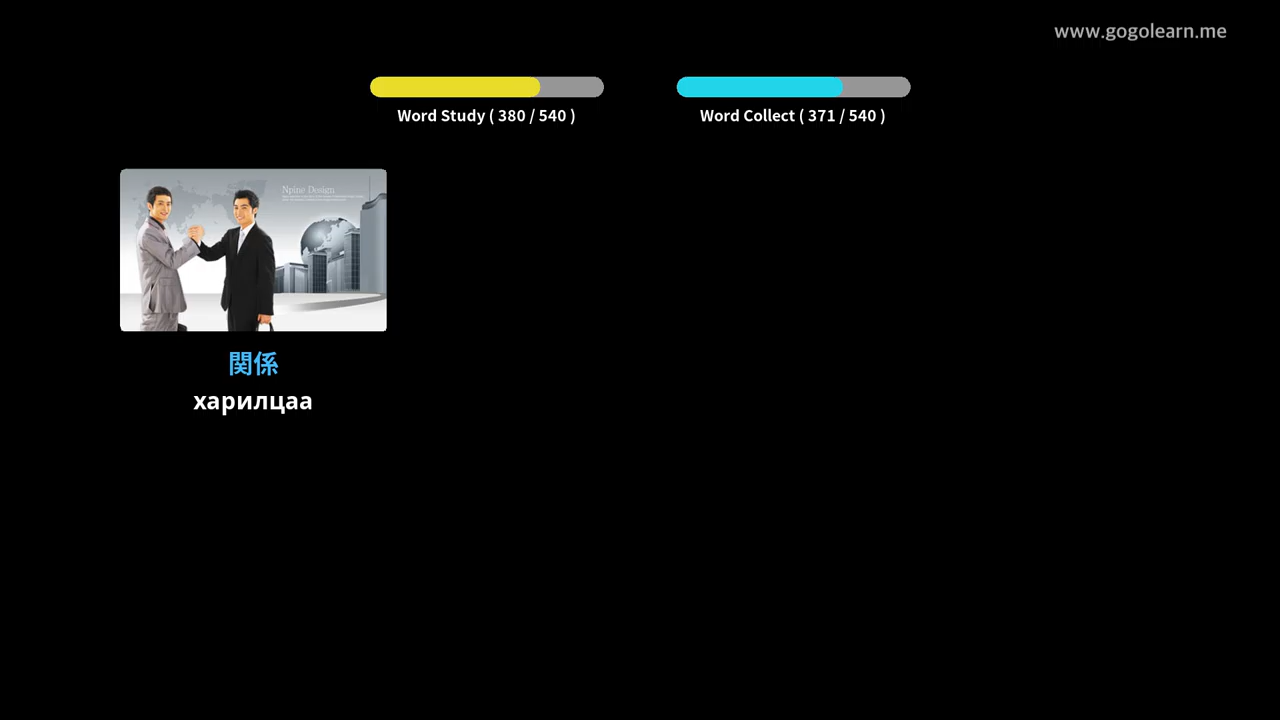 www.gogolearn.me
Word Study ( 380 / 540 )
Word Collect ( 371 / 540 )
Npine Design
関係
харилцаа